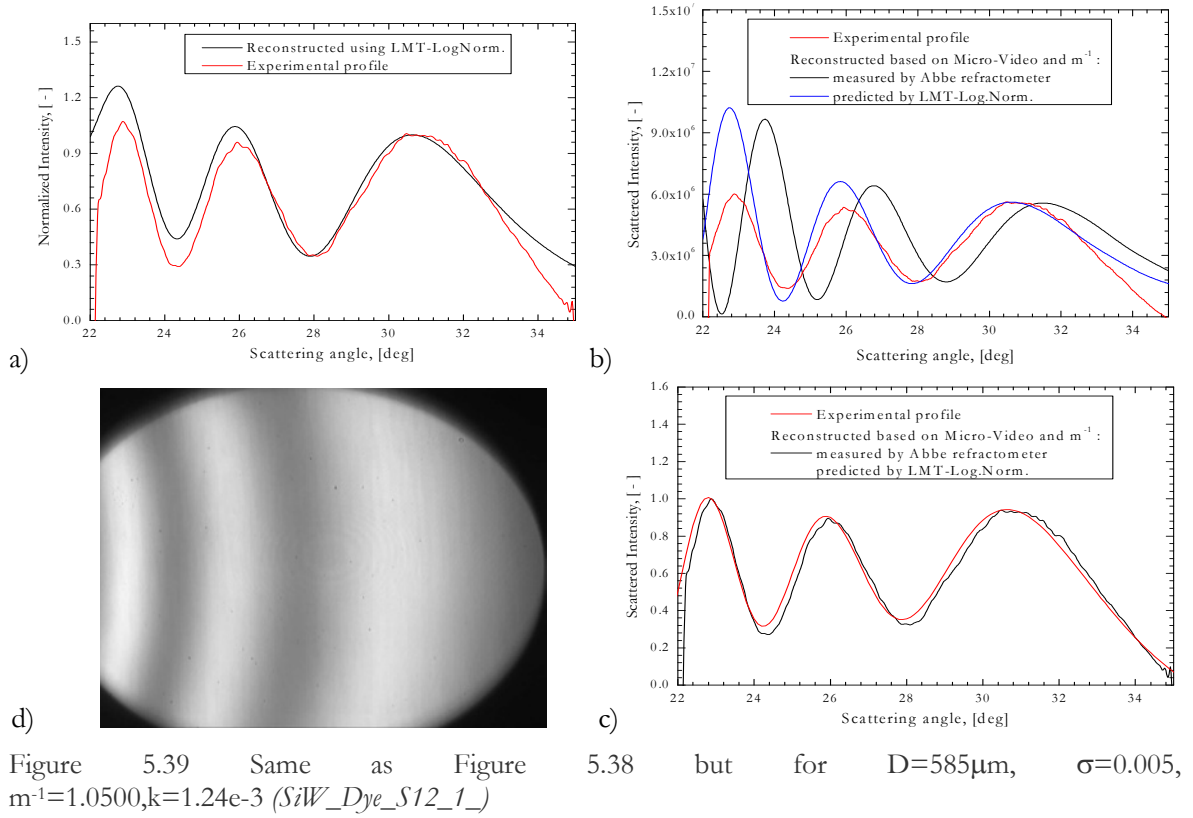 1.5
1.2
0.9
0.6
0.3
0.0
Normalized Intensity, [ - ]
Reconstructed using LMT-LogNorm.
Experimental profile
22 24 26 28 30 32 34
Scattering angle, [deg]
a)
1.5x10⁷
1.2x10⁷
9.0x10⁶
6.0x10⁶
3.0x10⁶
0.0
Scattered Intensity, [ - ]
Experimental profile
Reconstructed based on Micro-Video and m⁻¹ :
measured by Abbe refractometer
predicted by LMT-Log.Norm.
22 24 26 28 30 32 34
Scattering angle, [deg]
b)
d)
1.6
1.4
1.2
1.0
0.8
0.6
0.4
0.2
0.0
Scattered Intensity, [ - ]
Experimental profile
Reconstructed based on Micro-Video and m⁻¹ :
measured by Abbe refractometer
predicted by LMT-Log.Norm.
22 24 26 28 30 32 34
Scattering angle, [deg]
c)
Figure 5.39 Same as Figure 5.38 but for D=585µm, σ=0.005,
m⁻¹=1.0500,k=1.24e-3 (SiW_Dye_S12_1_)